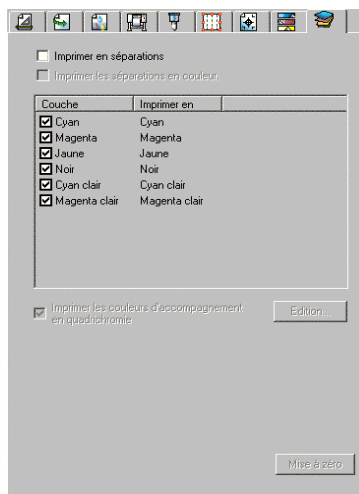 Imprimer en séparations
Imprimer les séparations en couleur
Couche Imprimer en
Cyan Cyan
Magenta Magenta
Jaune Jaune
Noir Noir
Cyan clair Cyan clair
Magenta clair Magenta clair
Imprimer les couleurs d'accompagnement
en quadrichromie
Edition...
Mise à zéro